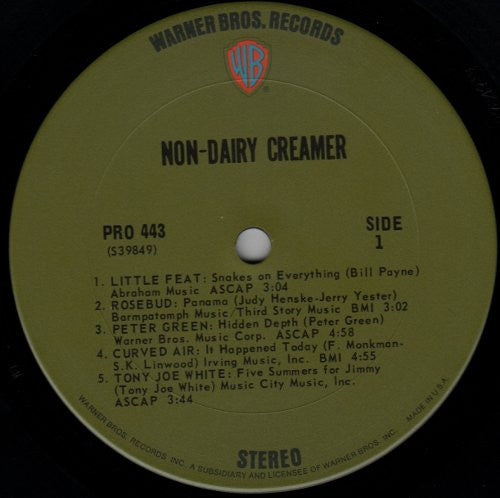 WARNER BROS. RECORDS
WB
®
NON-DAIRY CREAMER
PRO 443
(S39849)
SIDE
1
1. LITTLE FEAT: Snakes on Everything (Bill Payne)
Abraham Music ASCAP 3:04
2. ROSEBUD: Panama (Judy Henske-Jerry Yester)
Barmpatomph Music/Third Story Music BMI 3:02
3. PETER GREEN: Hidden Depth (Peter Green)
Warner Bros. Music Corp. ASCAP 4:58
4. CURVED AIR: It Happened Today (F. Monkman-
S.K. Linwood) Irving Music, Inc. BMI 4:55
5. TONY JOE WHITE: Five Summers for Jimmy
(Tony Joe White) Music City Music, Inc.
ASCAP 3:44
STEREO
WARNER BROS. RECORDS INC. A SUBSIDIARY AND LICENSEE OF WARNER BROS. INC. MADE IN U.S.A.